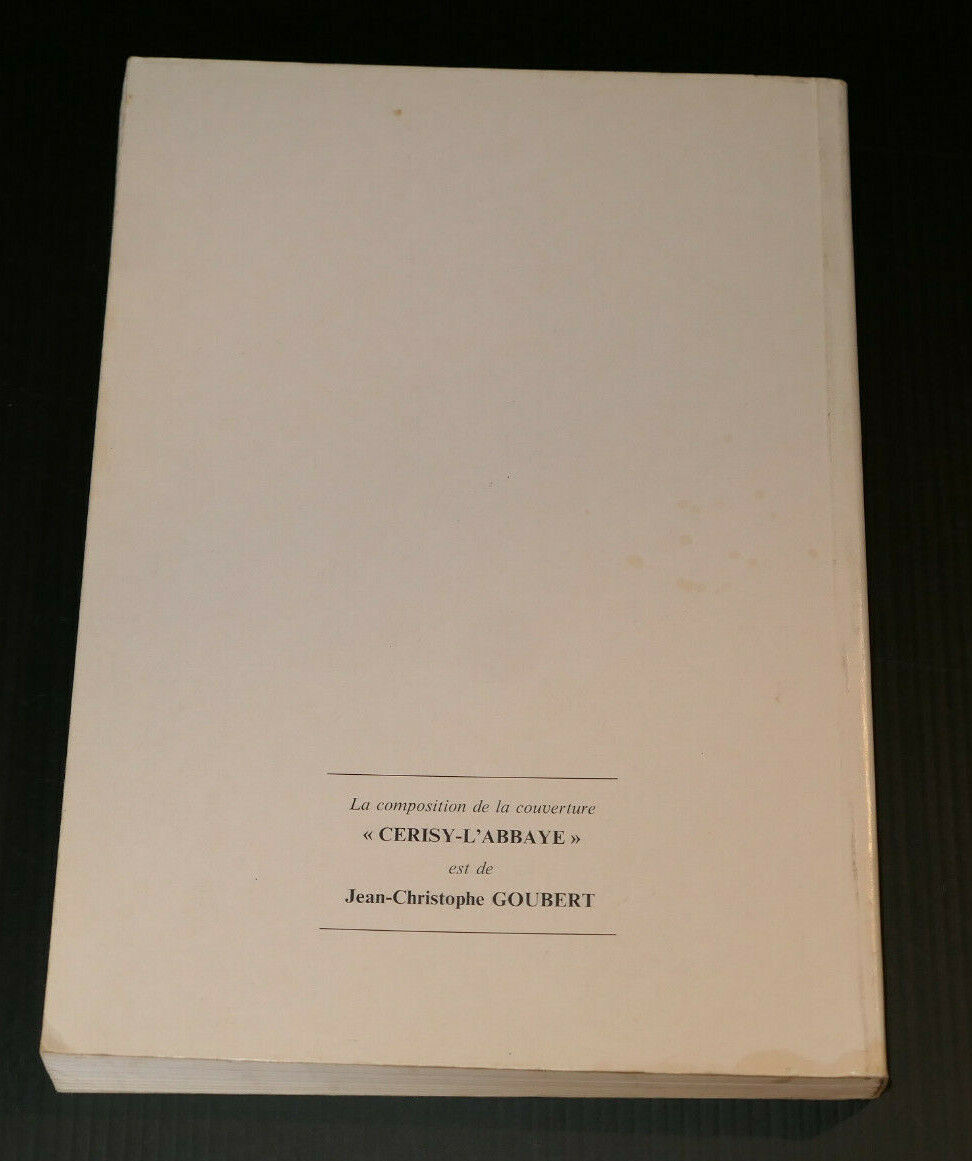 La composition de la couverture
« CERISY-L'ABBAYE »
est de
Jean-Christophe GOUBERT